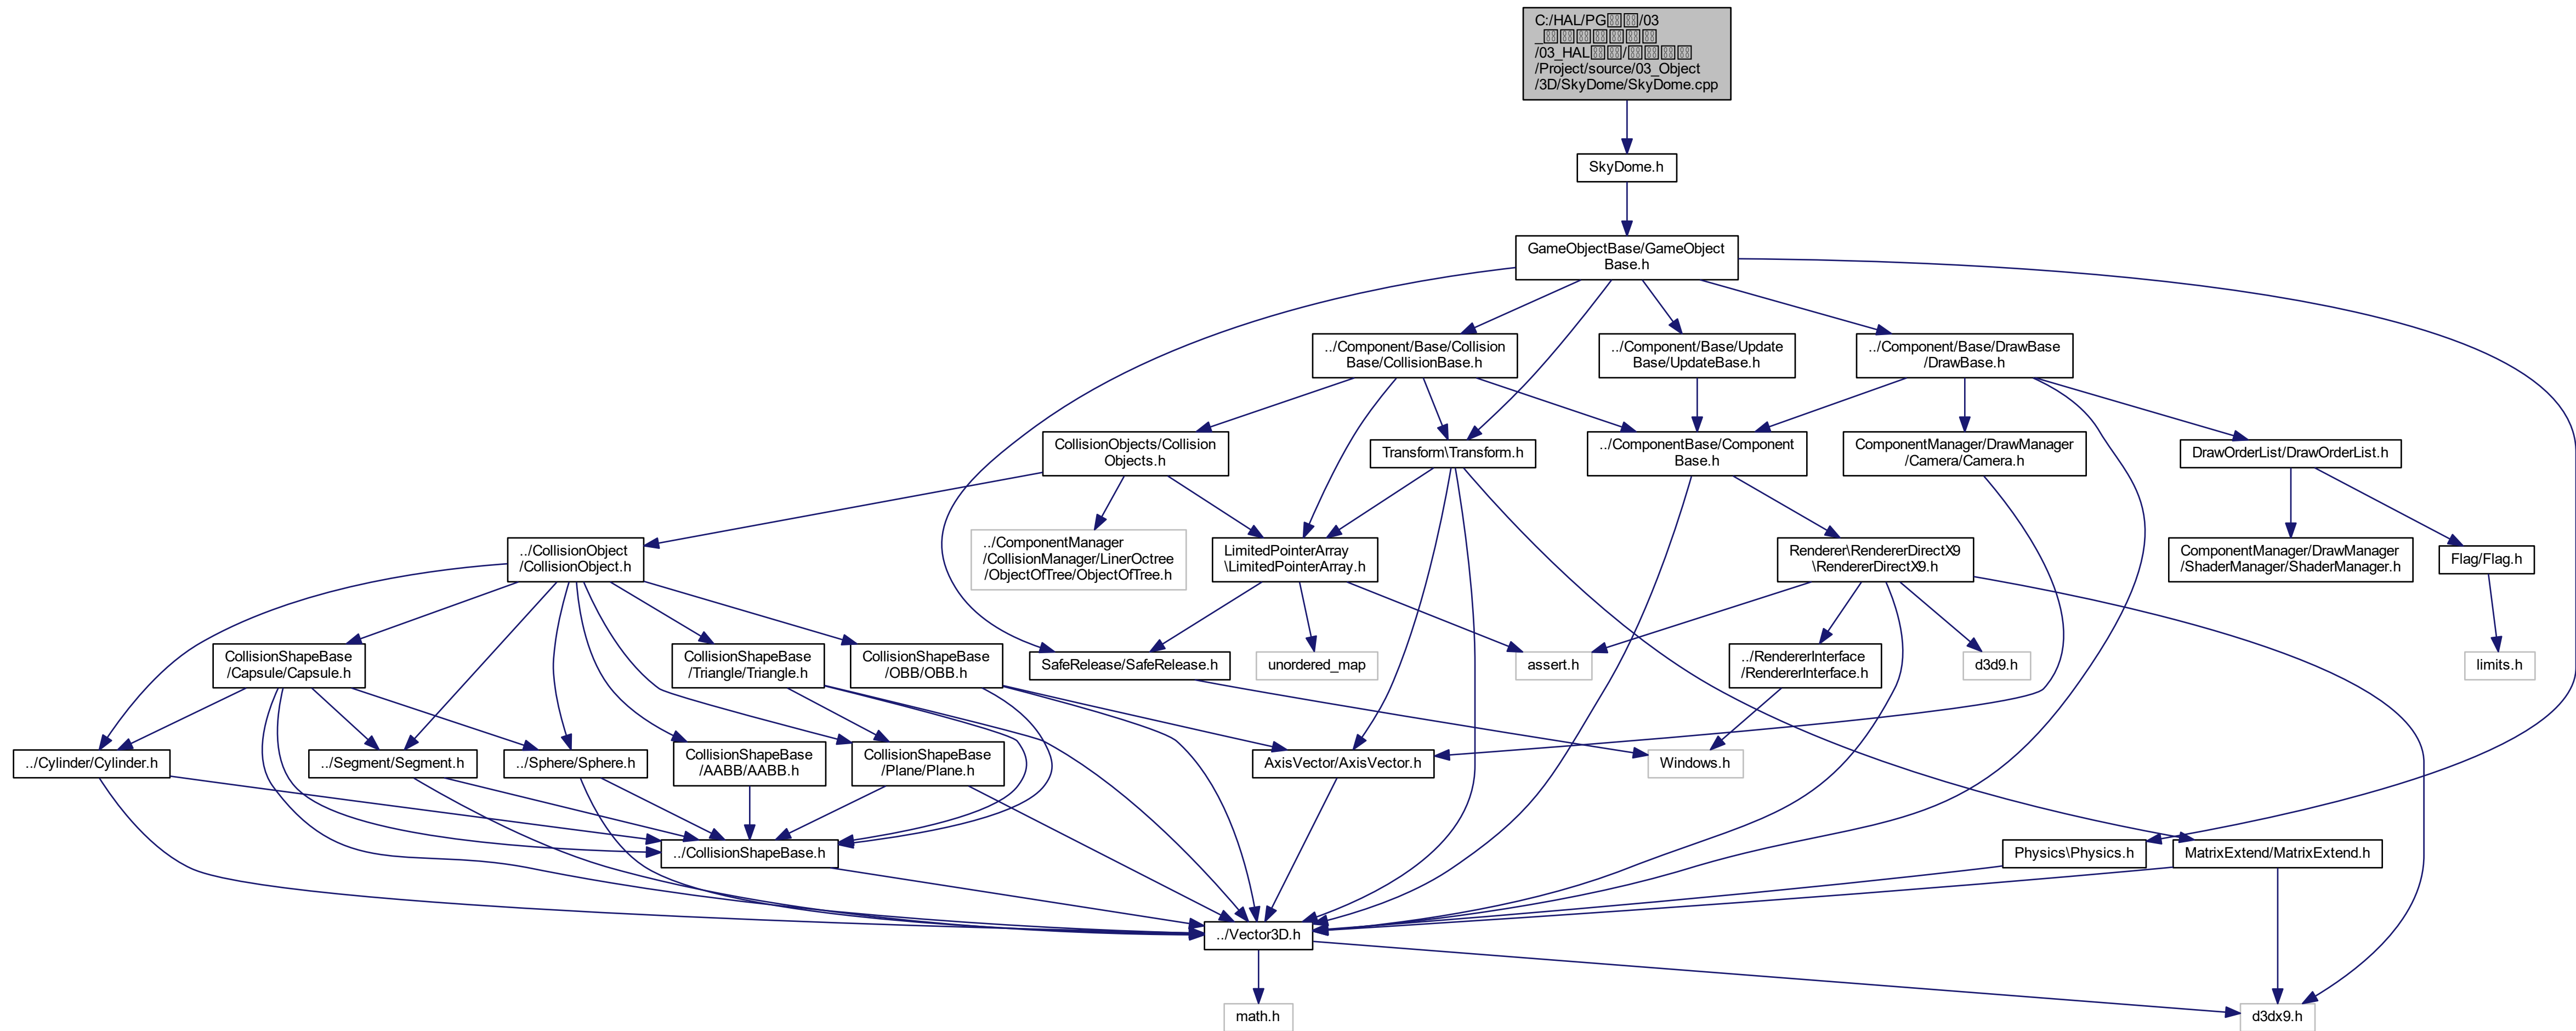 C:/HAL/PG/03
_
/03_HAL/
/Project/source/03_Object
/3D/SkyDome/SkyDome.cpp
SkyDome.h
GameObjectBase/GameObject
Base.h
../Component/Base/Collision
Base/CollisionBase.h
../Component/Base/Update
Base/UpdateBase.h
../Component/Base/DrawBase
/DrawBase.h
CollisionObjects/Collision
Objects.h
Transform\Transform.h
../ComponentBase/Component
Base.h
ComponentManager/DrawManager
/Camera/Camera.h
DrawOrderList/DrawOrderList.h
../CollisionObject
/CollisionObject.h
../ComponentManager
/CollisionManager/LinerOctree
/ObjectOfTree/ObjectOfTree.h
LimitedPointerArray
\LimitedPointerArray.h
Renderer\RendererDirectX9
\RendererDirectX9.h
ComponentManager/DrawManager
/ShaderManager/ShaderManager.h
Flag/Flag.h
CollisionShapeBase
/Capsule/Capsule.h
CollisionShapeBase
/Triangle/Triangle.h
CollisionShapeBase
/OBB/OBB.h
SafeRelease/SafeRelease.h
unordered_map
assert.h
../RendererInterface
/RendererInterface.h
d3d9.h
limits.h
../Cylinder/Cylinder.h
../Segment/Segment.h
../Sphere/Sphere.h
CollisionShapeBase
/AABB/AABB.h
CollisionShapeBase
/Plane/Plane.h
AxisVector/AxisVector.h
Windows.h
../CollisionShapeBase.h
Physics\Physics.h
MatrixExtend/MatrixExtend.h
../Vector3D.h
math.h
d3dx9.h